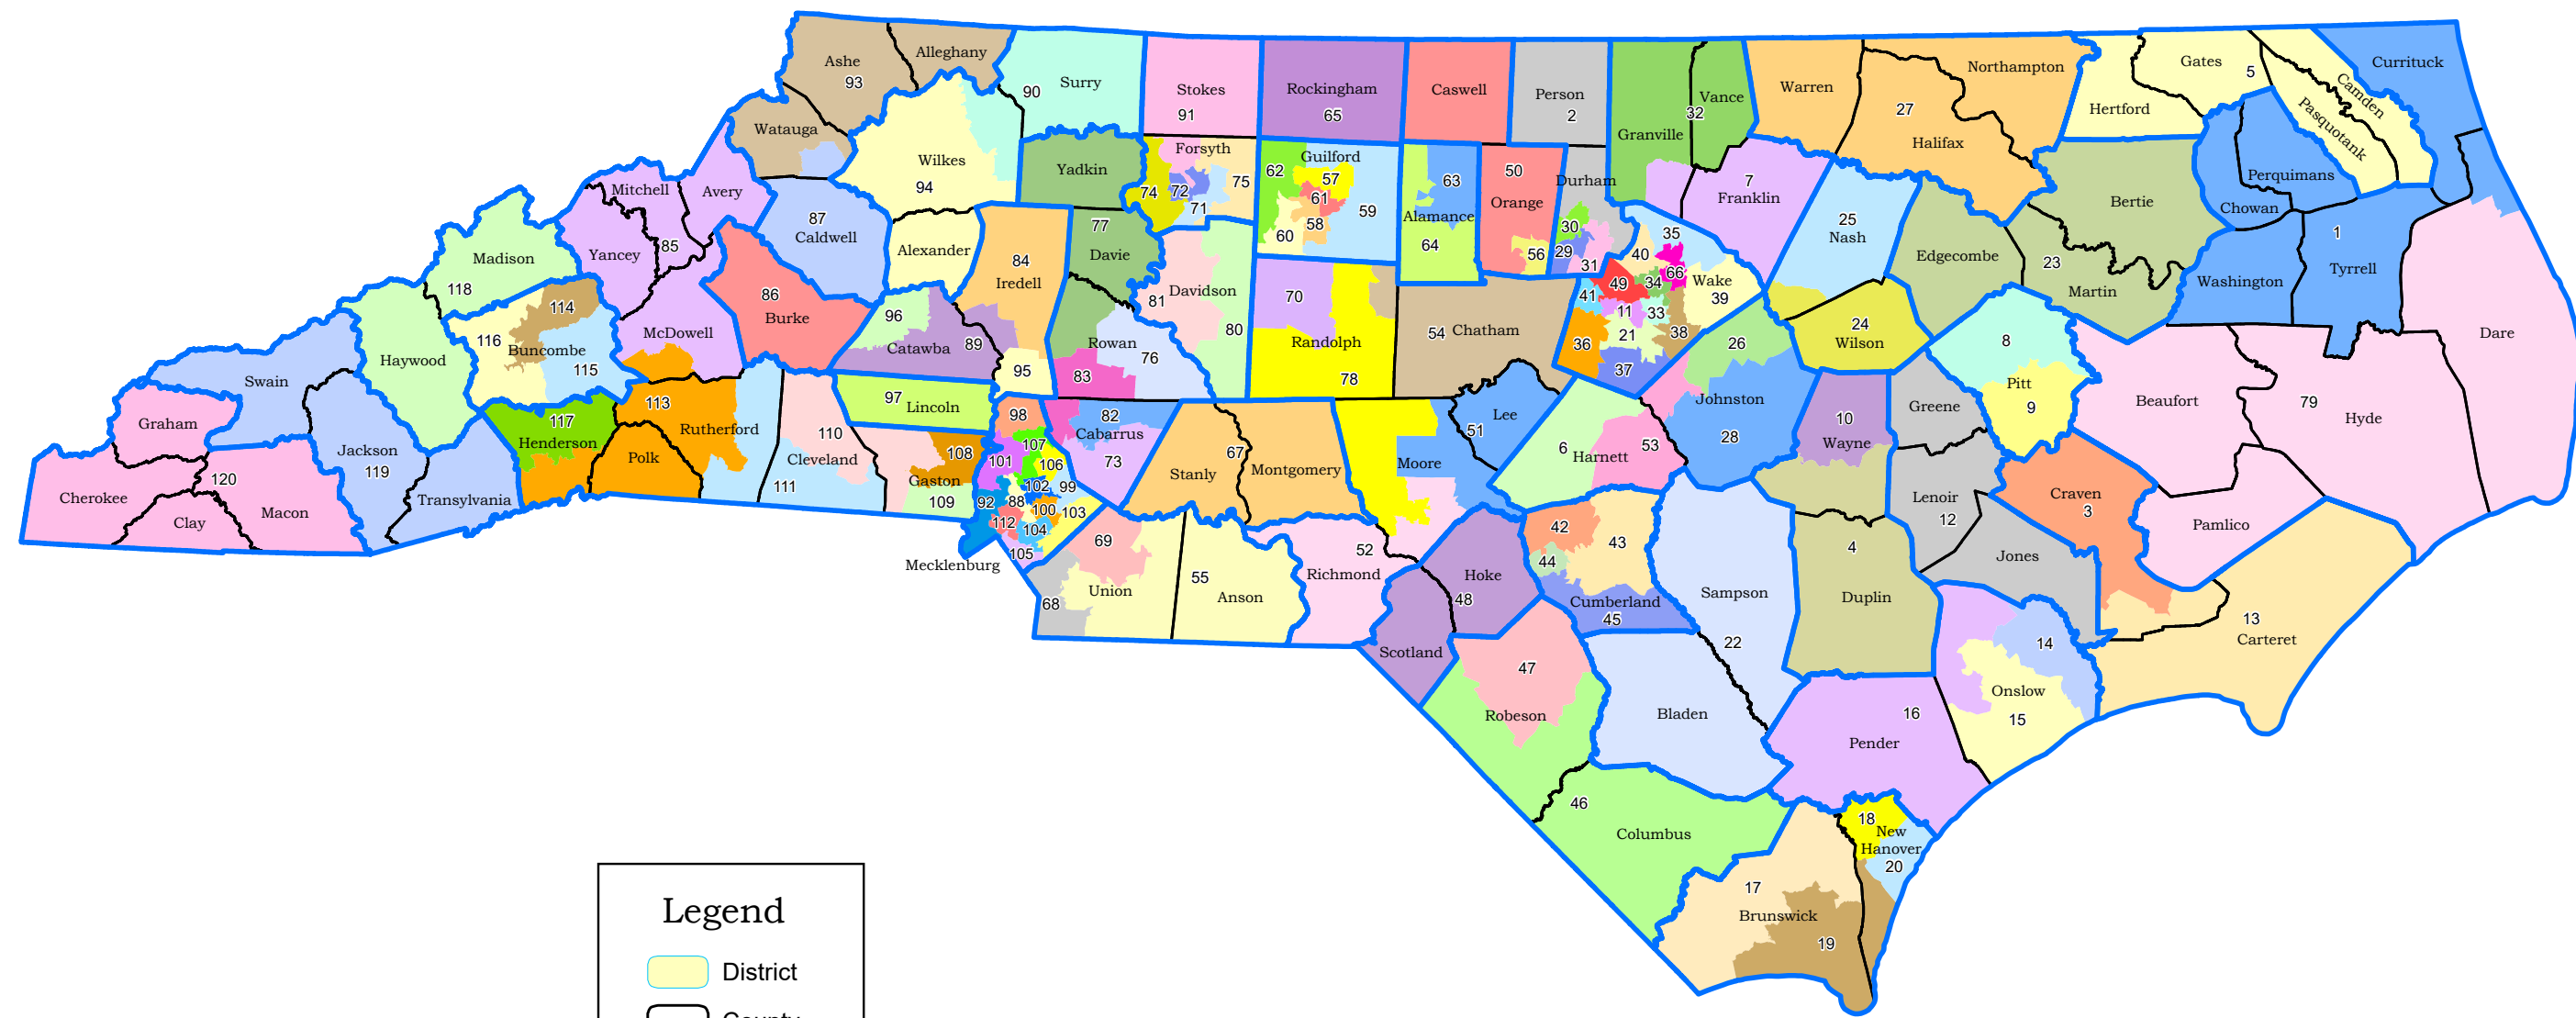 Ashe
93
Alleghany
90
Surry
Stokes
91
Rockingham
65
Caswell
Person
2
Granville
32
Vance
Warren
27
Northampton
Halifax
Gates
5
Hertford
Camden
Pasquotank
Currituck
Watauga
Wilkes
94
Yadkin
Forsyth
74
72
71
75
Guilford
62
57
61
58
60
59
63
Alamance
64
50
Orange
56
Durham
30
29
31
7
Franklin
25
Nash
Edgecombe
Bertie
23
Martin
Perquimans
Chowan
Washington
1
Tyrrell
Dare
Mitchell
Avery
Yancey
85
87
Caldwell
Alexander
84
Iredell
77
Davie
81
Davidson
80
70
Randolph
78
54 Chatham
40
35
66
49
34
41
Wake
39
11
33
21
38
36
37
26
24
Wilson
8
Pitt
9
Madison
118
114
116
Buncombe
115
McDowell
86
Burke
96
Catawba
89
95
Rowan
76
83
Haywood
Swain
Graham
Jackson
119
Cherokee
120
Clay
Macon
Transylvania
117
Henderson
113
Rutherford
Polk
110
Cleveland
111
97 Lincoln
108
Gaston
109
98
107
101
106
102
99
92
88
100
103
112
104
105
Mecklenburg
82
Cabarrus
73
67
Stanly
Montgomery
Moore
51
Lee
6
Harnett
53
Johnston
28
10
Wayne
Greene
Lenoir
12
Jones
Craven
3
Beaufort
79
Hyde
Pamlico
69
Union
68
55
Anson
52
Richmond
Hoke
48
Scotland
42
43
44
Cumberland
45
Sampson
22
4
Duplin
13
Carteret
14
Onslow
15
47
Robeson
Bladen
16
Pender
46
Columbus
18
New
Hanover
20
17
Brunswick
19
Legend
District
County